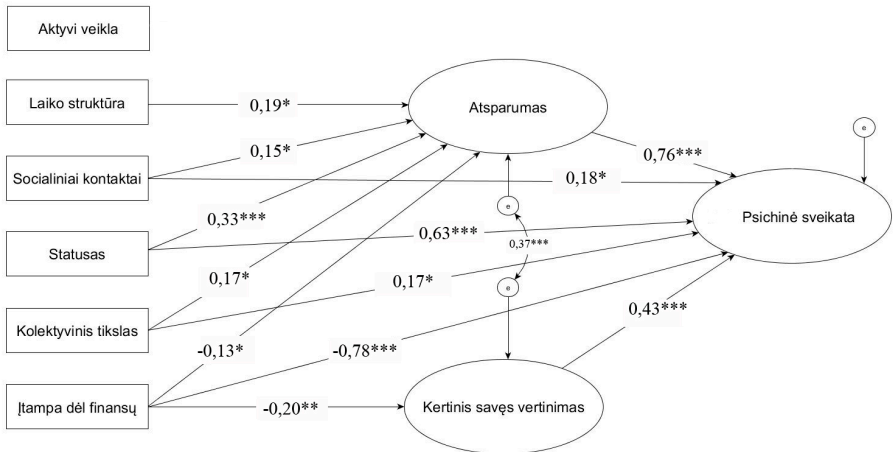 Aktyvi veikla
Laiko struktūra
0,19*
Atsparumas
e
0,15*
0,76***
Socialiniai kontaktai
0,18*
0,33***
e
Psichinė sveikata
Statusas
0,63***
0,37***
0,17*
0,17*
e
Kolektyvinis tikslas
0,43***
-0,13*
-0,78***
Įtampa dėl finansų
-0,20**
Kertinis savęs vertinimas